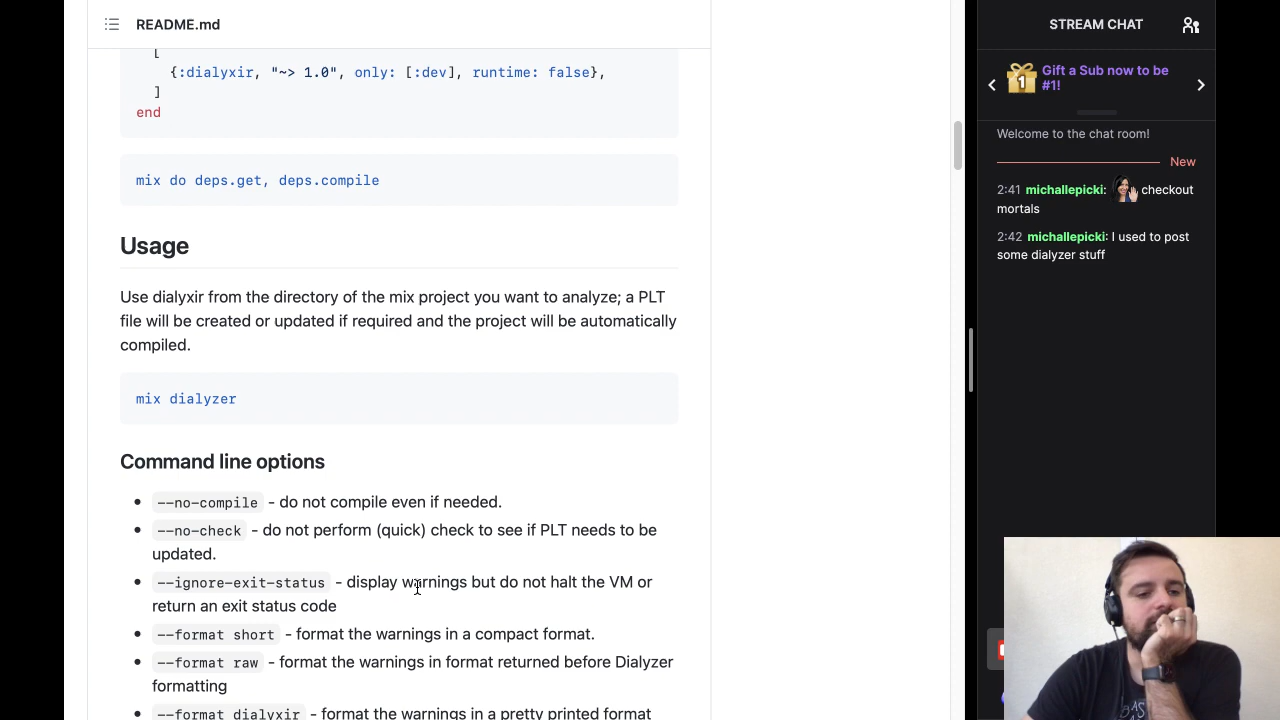 README.md
[
{:dialyxir, "~> 1.0", only: [:dev], runtime: false},
]
end
mix do deps.get, deps.compile
Usage
Use dialyxir from the directory of the mix project you want to analyze; a PLT
file will be created or updated if required and the project will be automatically
compiled.
mix dialyzer
Command line options
--no-compile - do not compile even if needed.
--no-check - do not perform (quick) check to see if PLT needs to be
updated.
--ignore-exit-status - display warnings but do not halt the VM or
return an exit status code
--format short - format the warnings in a compact format.
--format raw - format the warnings in format returned before Dialyzer
formatting
--format dialyxir - format the warnings in a pretty printed format
STREAM CHAT
Gift a Sub now to be
#1!
1
Welcome to the chat room!
New
2:41 michallepicki: checkout
mortals
2:42 michallepicki: I used to post
some dialyzer stuff